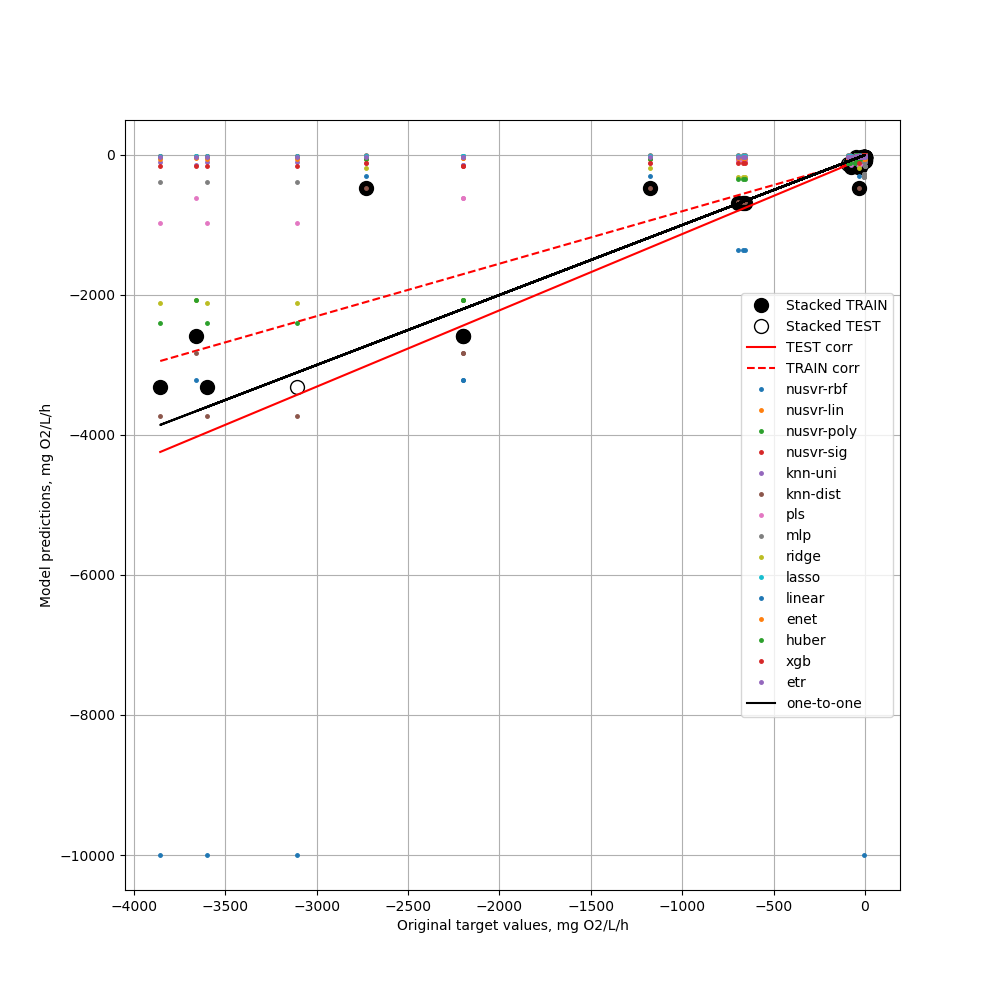 0
−2000
−4000
−6000
−8000
−10000
Model predictions, mg O2/L/h
Stacked TRAIN
Stacked TEST
TEST corr
TRAIN corr
nusvr-rbf
nusvr-lin
nusvr-poly
nusvr-sig
knn-uni
knn-dist
pls
mlp
ridge
lasso
linear
enet
huber
xgb
etr
one-to-one
−4000 −3500 −3000 −2500 −2000 −1500 −1000 −500 0
Original target values, mg O2/L/h